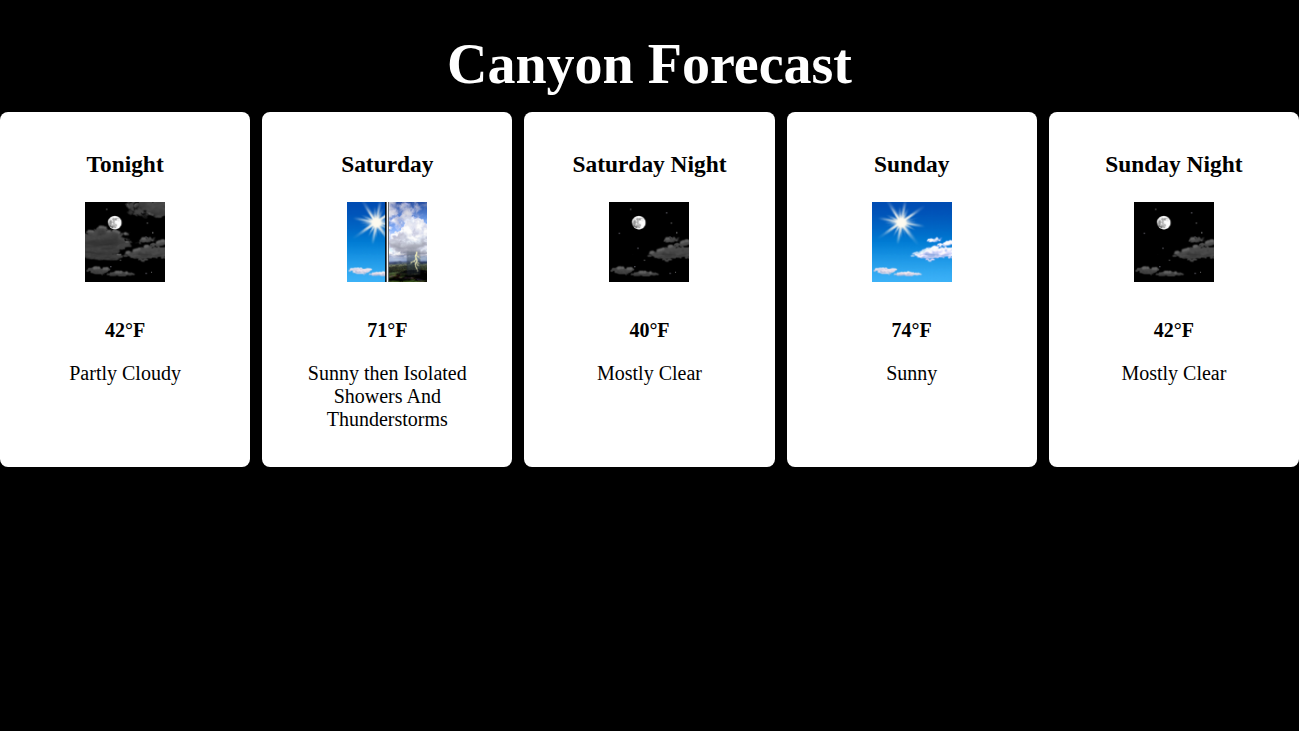 Canyon Forecast
Tonight
42°F
Partly Cloudy
Saturday
71°F
Sunny then Isolated
Showers And
Thunderstorms
Saturday Night
40°F
Mostly Clear
Sunday
74°F
Sunny
Sunday Night
42°F
Mostly Clear